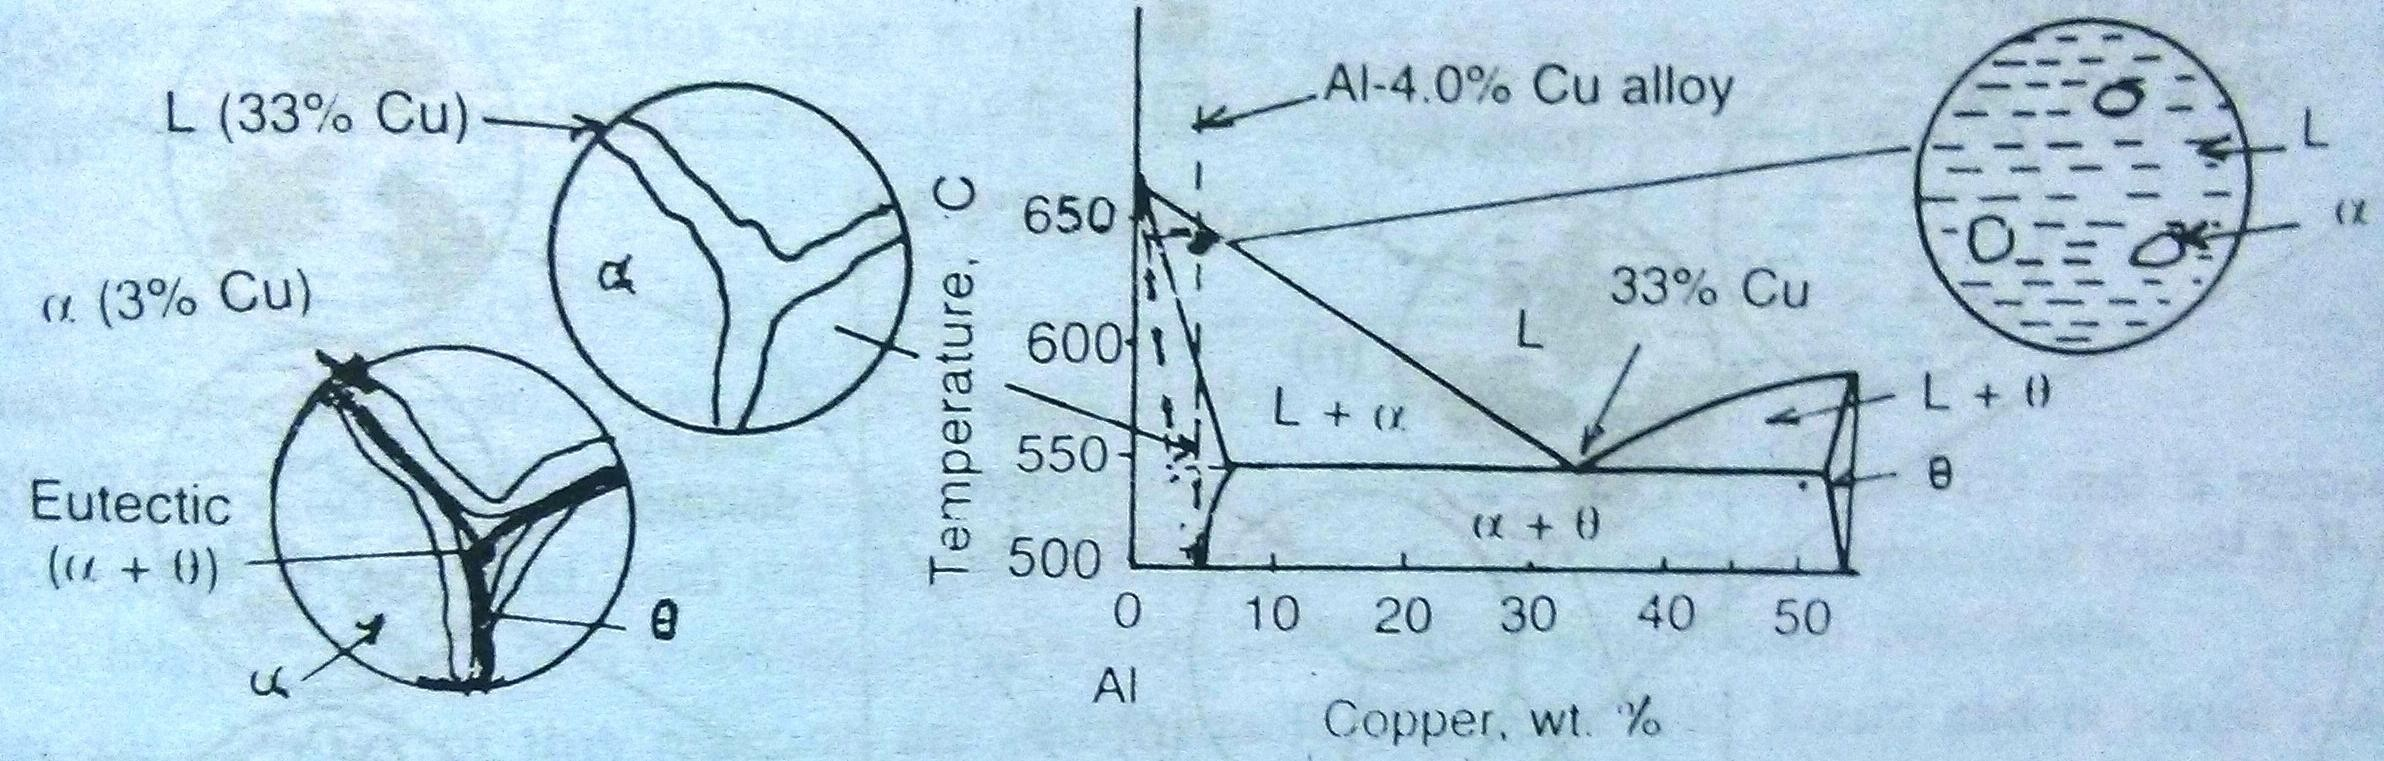 L (33% Cu)
α
α (3% Cu)
Eutectic
(α + θ)
α
θ
Al-4.0% Cu alloy
Temperature, C
650
600
550
500
L
33% Cu
L + α
α + θ
L + θ
θ
0 10 20 30 40 50
Al
Copper, wt. %
L
α